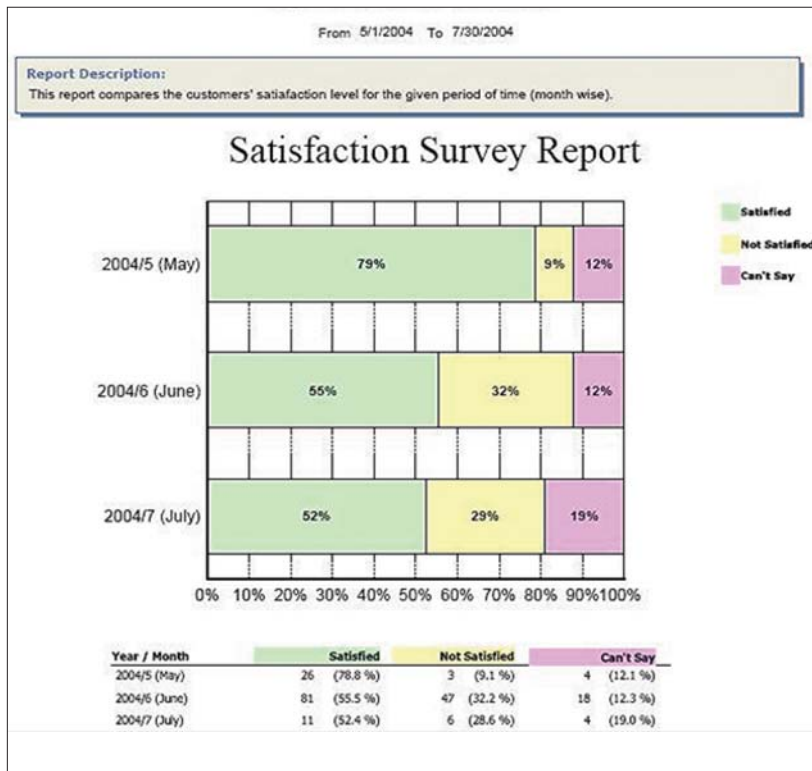 From 5/1/2004 To 7/30/2004
Report Description:
This report compares the customers' satiafaction level for the given period of time (month wise).
Satisfaction Survey Report
Satisfied
Not Satisfied
Can't Say
2004/5 (May) 79% 9% 12%
2004/6 (June) 55% 32% 12%
2004/7 (July) 52% 29% 19%
0% 10% 20% 30% 40% 50% 60% 70% 80% 90% 100%
Year / Month Satisfied Not Satisfied Can't Say
2004/5 (May) 26 (78.8 %) 3 (9.1 %) 4 (12.1 %)
2004/6 (June) 81 (55.5 %) 47 (32.2 %) 18 (12.3 %)
2004/7 (July) 11 (52.4 %) 6 (28.6 %) 4 (19.0 %)